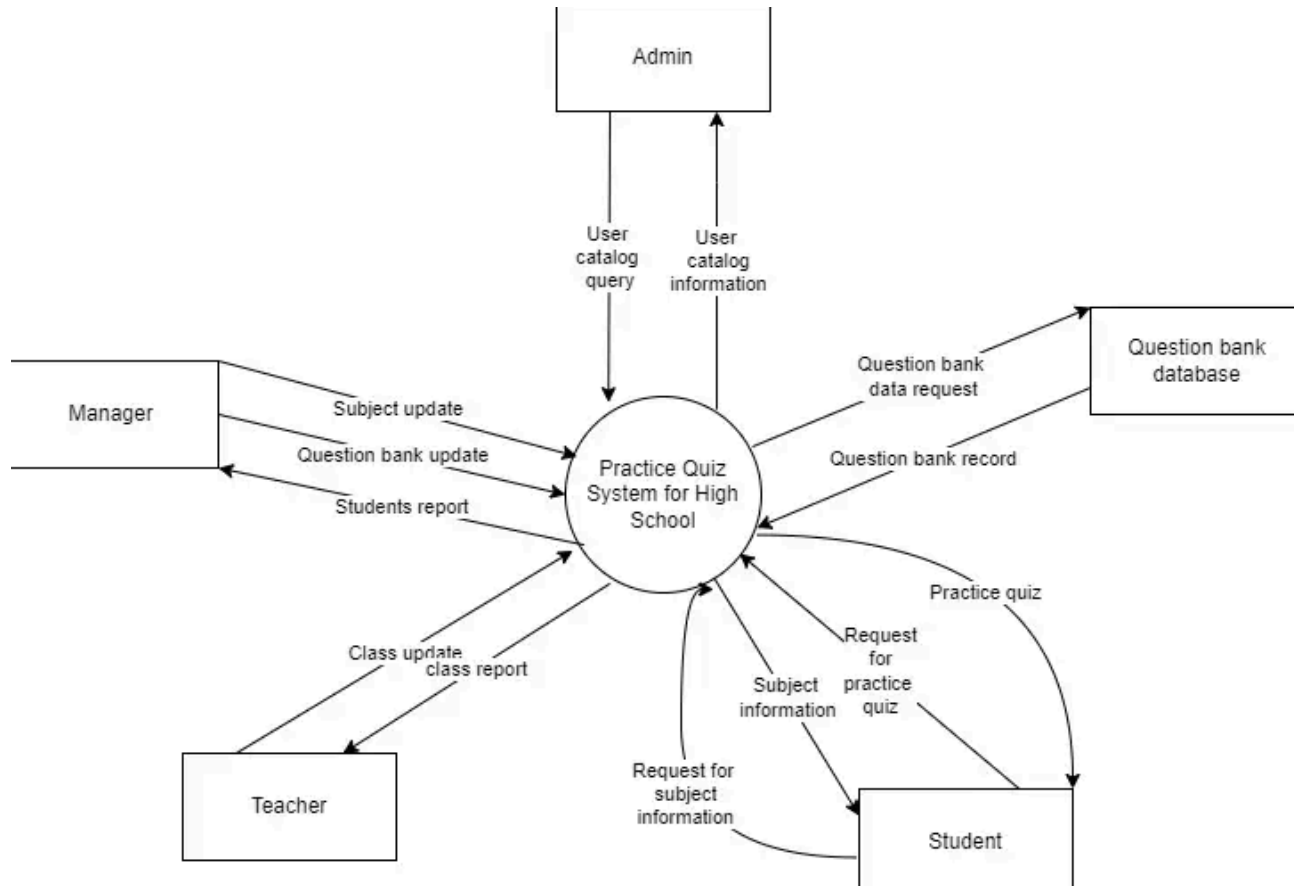 Admin
User
catalog
query
User
catalog
information
Question bank
data request
Question bank
database
Manager
Subject update
Question bank update
Students report
Question bank record
Practice Quiz
System for High
School
Practice quiz
Class update
class report
Request
for
practice
quiz
Subject
information
Request for
subject
information
Teacher
Student